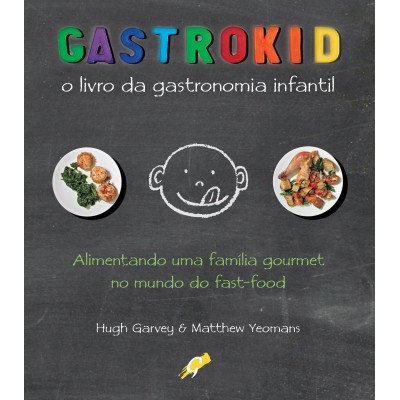 GASTROKID
o livro da gastronomia infantil
Alimentando uma família gourmet
no mundo do fast-food
Hugh Garvey & Matthew Yeomans